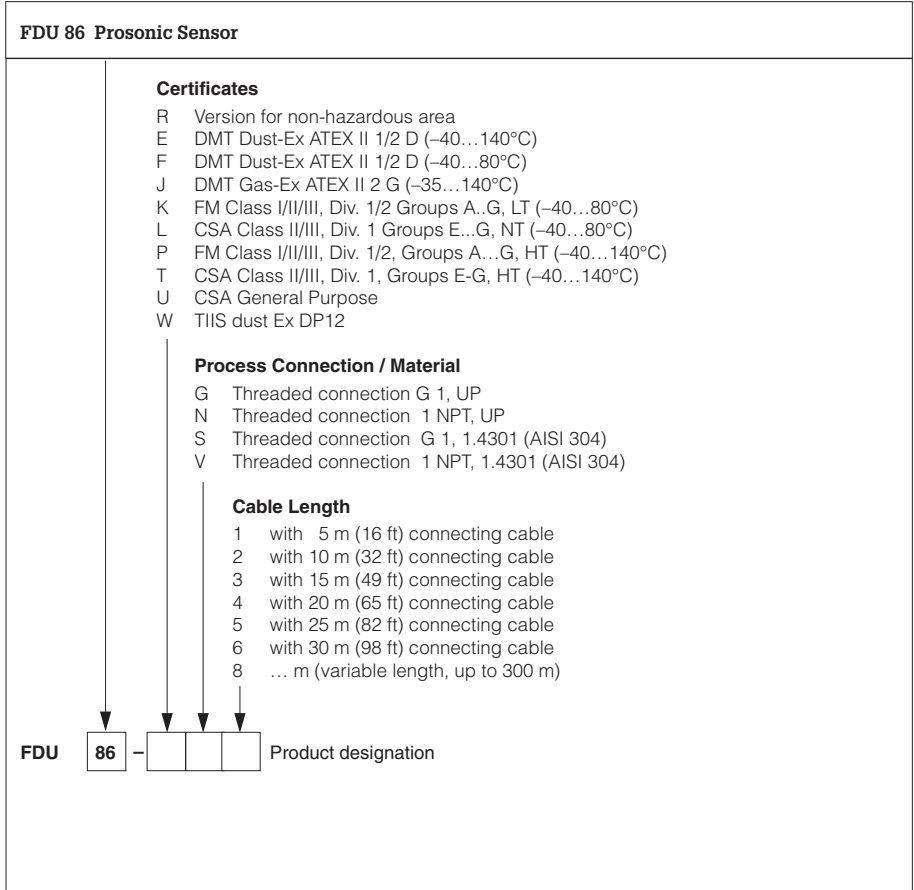 FDU 86 Prosonic Sensor
Certificates
R Version for non-hazardous area
E DMT Dust-Ex ATEX II 1/2 D (–40…140°C)
F DMT Dust-Ex ATEX II 1/2 D (–40…80°C)
J DMT Gas-Ex ATEX II 2 G (–35…140°C)
K FM Class I/II/III, Div. 1/2 Groups A..G, LT (–40…80°C)
L CSA Class II/III, Div. 1 Groups E...G, NT (–40…80°C)
P FM Class I/II/III, Div. 1/2, Groups A…G, HT (–40…140°C)
T CSA Class II/III, Div. 1, Groups E-G, HT (–40…140°C)
U CSA General Purpose
W TIIS dust Ex DP12
Process Connection / Material
G Threaded connection G 1, UP
N Threaded connection 1 NPT, UP
S Threaded connection G 1, 1.4301 (AISI 304)
V Threaded connection 1 NPT, 1.4301 (AISI 304)
Cable Length
1 with 5 m (16 ft) connecting cable
2 with 10 m (32 ft) connecting cable
3 with 15 m (49 ft) connecting cable
4 with 20 m (65 ft) connecting cable
5 with 25 m (82 ft) connecting cable
6 with 30 m (98 ft) connecting cable
8 … m (variable length, up to 300 m)
FDU 86 – Product designation